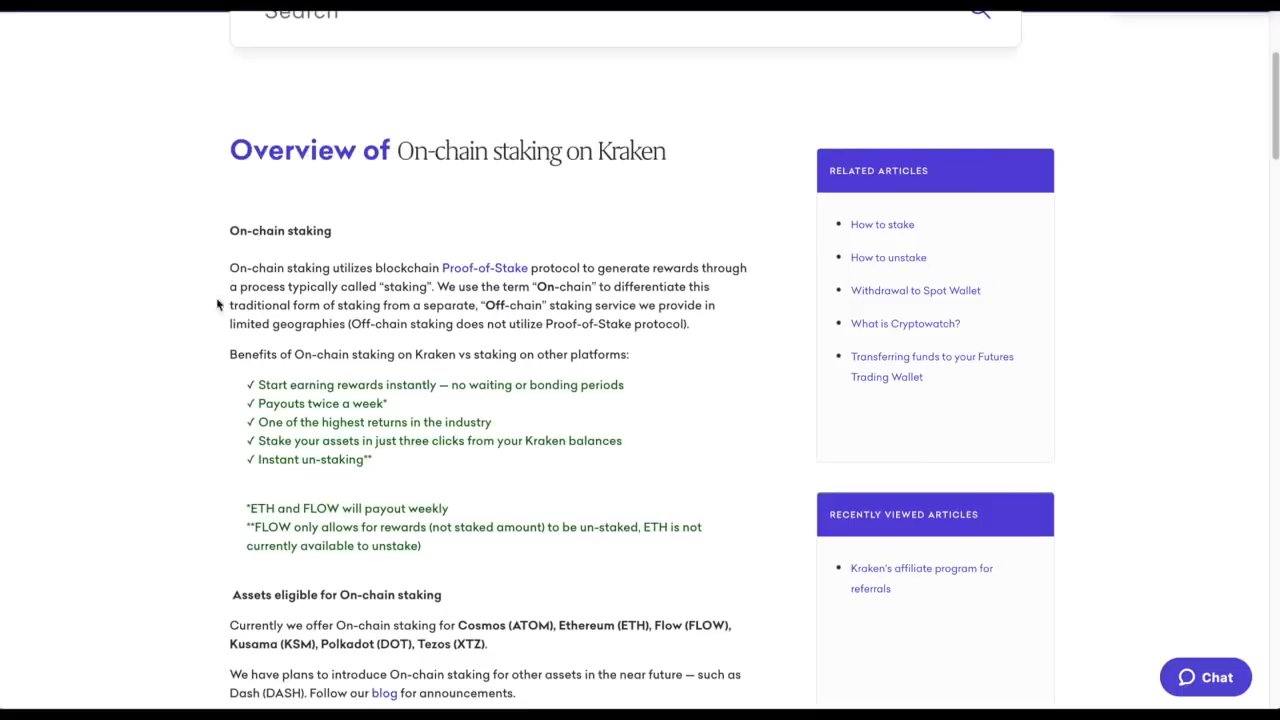 Search
Overview of On-chain staking on Kraken
On-chain staking
On-chain staking utilizes blockchain Proof-of-Stake protocol to generate rewards through
a process typically called “staking”. We use the term “On-chain” to differentiate this
traditional form of staking from a separate, “Off-chain” staking service we provide in
limited geographies (Off-chain staking does not utilize Proof-of-Stake protocol).
Benefits of On-chain staking on Kraken vs staking on other platforms:
✓ Start earning rewards instantly — no waiting or bonding periods
✓ Payouts twice a week*
✓ One of the highest returns in the industry
✓ Stake your assets in just three clicks from your Kraken balances
✓ Instant un-staking**
*ETH and FLOW will payout weekly
**FLOW only allows for rewards (not staked amount) to be un-staked, ETH is not
currently available to unstake)
Assets eligible for On-chain staking
Currently we offer On-chain staking for Cosmos (ATOM), Ethereum (ETH), Flow (FLOW),
Kusama (KSM), Polkadot (DOT), Tezos (XTZ).
We have plans to introduce On-chain staking for other assets in the near future — such as
Dash (DASH). Follow our blog for announcements.
RELATED ARTICLES
• How to stake
• How to unstake
• Withdrawal to Spot Wallet
• What is Cryptowatch?
• Transferring funds to your Futures
Trading Wallet
RECENTLY VIEWED ARTICLES
• Kraken's affiliate program for
referrals
Chat